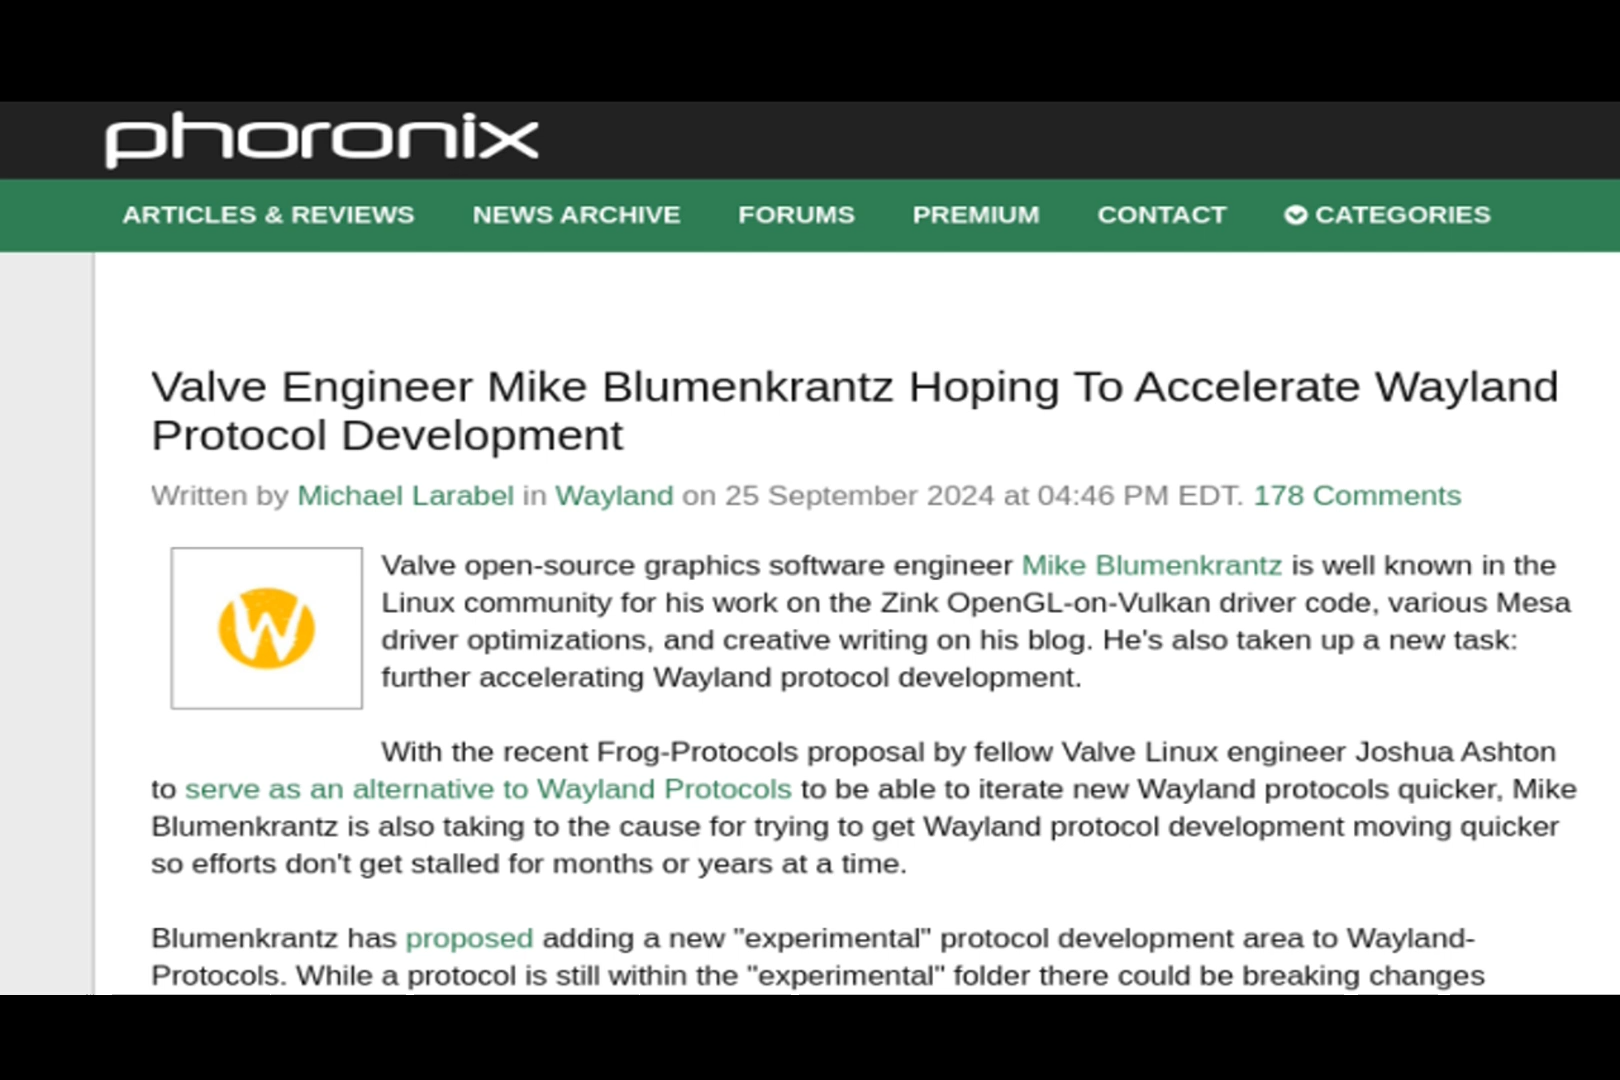 phoronix
ARTICLES & REVIEWS NEWS ARCHIVE FORUMS PREMIUM CONTACT CATEGORIES
Valve Engineer Mike Blumenkrantz Hoping To Accelerate Wayland
Protocol Development
Written by Michael Larabel in Wayland on 25 September 2024 at 04:46 PM EDT. 178 Comments
W
Valve open-source graphics software engineer Mike Blumenkrantz is well known in the
Linux community for his work on the Zink OpenGL-on-Vulkan driver code, various Mesa
driver optimizations, and creative writing on his blog. He's also taken up a new task:
further accelerating Wayland protocol development.
With the recent Frog-Protocols proposal by fellow Valve Linux engineer Joshua Ashton
to serve as an alternative to Wayland Protocols to be able to iterate new Wayland protocols quicker, Mike
Blumenkrantz is also taking to the cause for trying to get Wayland protocol development moving quicker
so efforts don't get stalled for months or years at a time.
Blumenkrantz has proposed adding a new "experimental" protocol development area to Wayland-
Protocols. While a protocol is still within the "experimental" folder there could be breaking changes